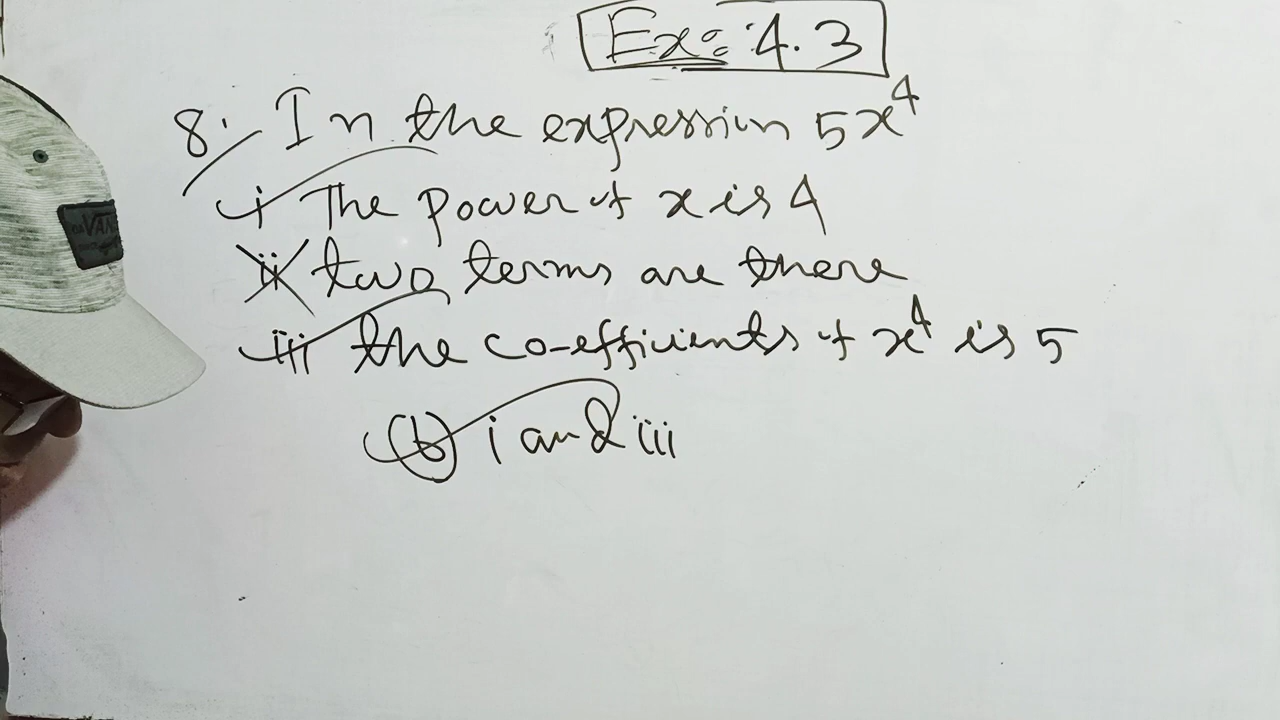 Ex: 4.3
8. In the expression 5x⁴
i The power of x is 4
ii two terms are there
iii the co-efficients of x⁴ is 5
(b) i and iii
VANS